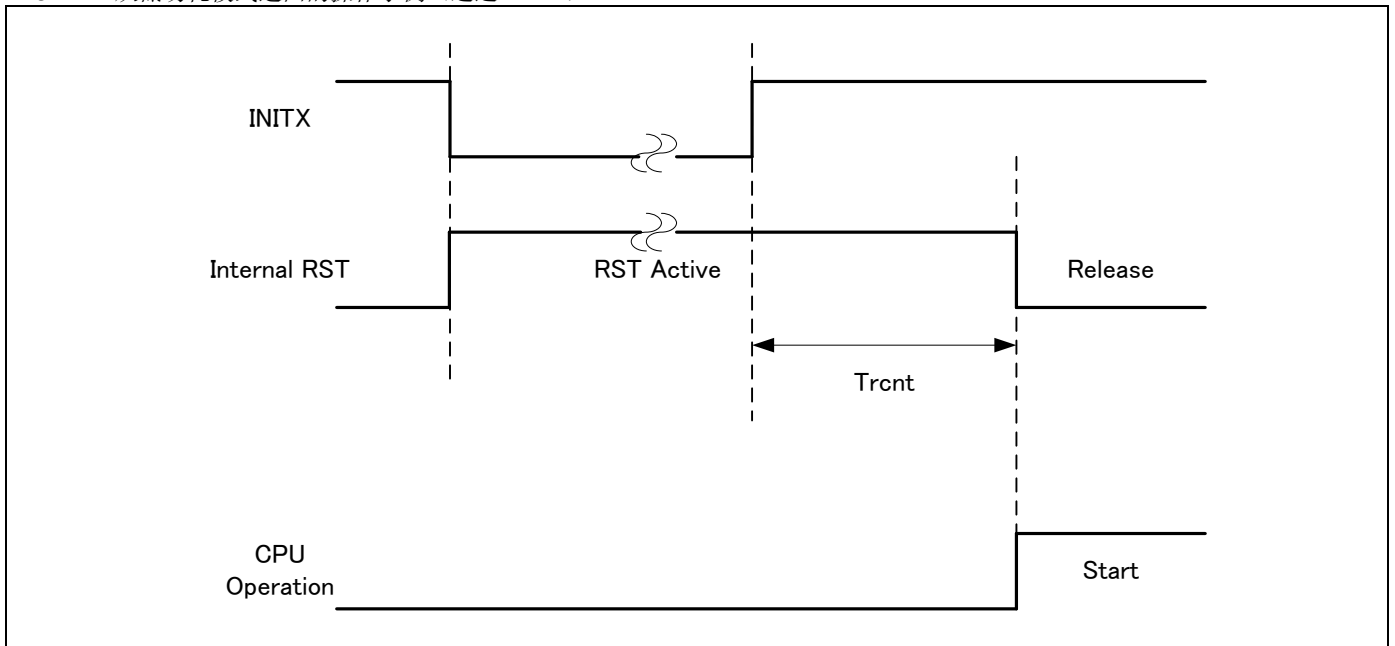 INITX
Internal RST
RST Active
Release
Trcnt
CPU
Operation
Start